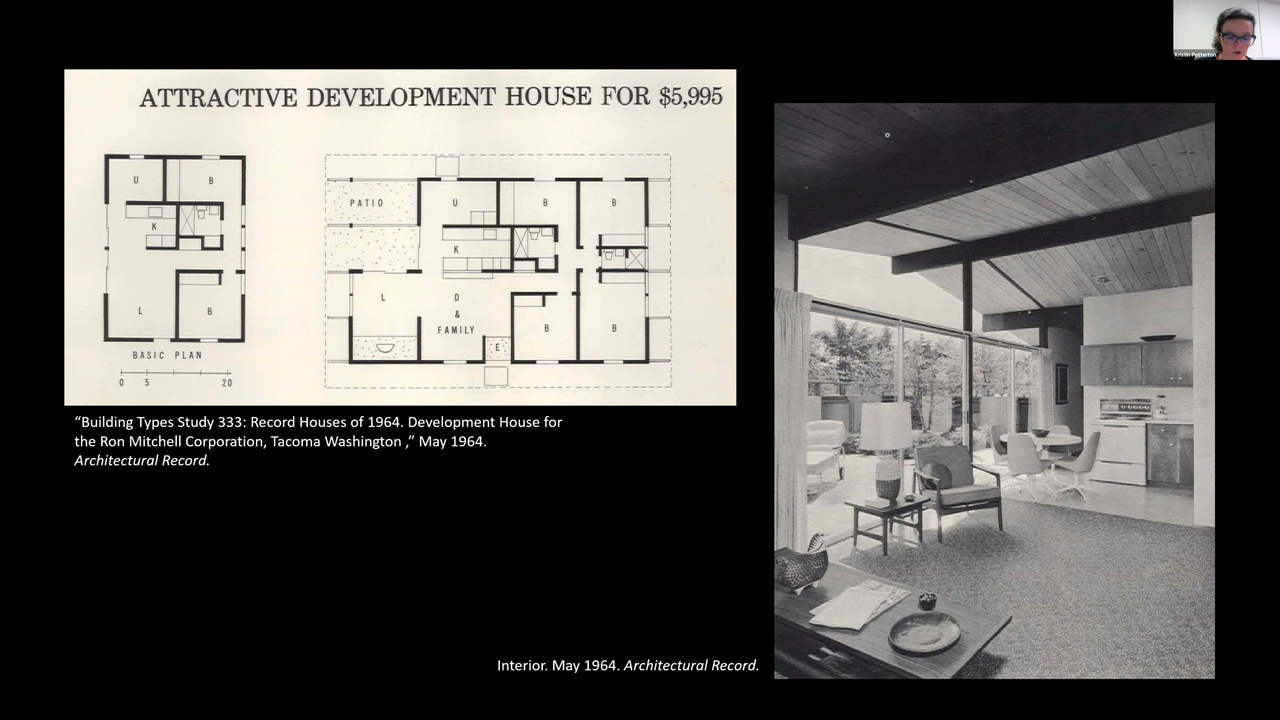 Kristin Potterton
ATTRACTIVE DEVELOPMENT HOUSE FOR $5,995
U
B
K
L
B
BASIC PLAN
0 5 20
PATIO
U
B
B
K
L
D
&
FAMILY
E
B
B
“Building Types Study 333: Record Houses of 1964. Development House for
the Ron Mitchell Corporation, Tacoma Washington ,” May 1964.
Architectural Record.
Interior. May 1964. Architectural Record.